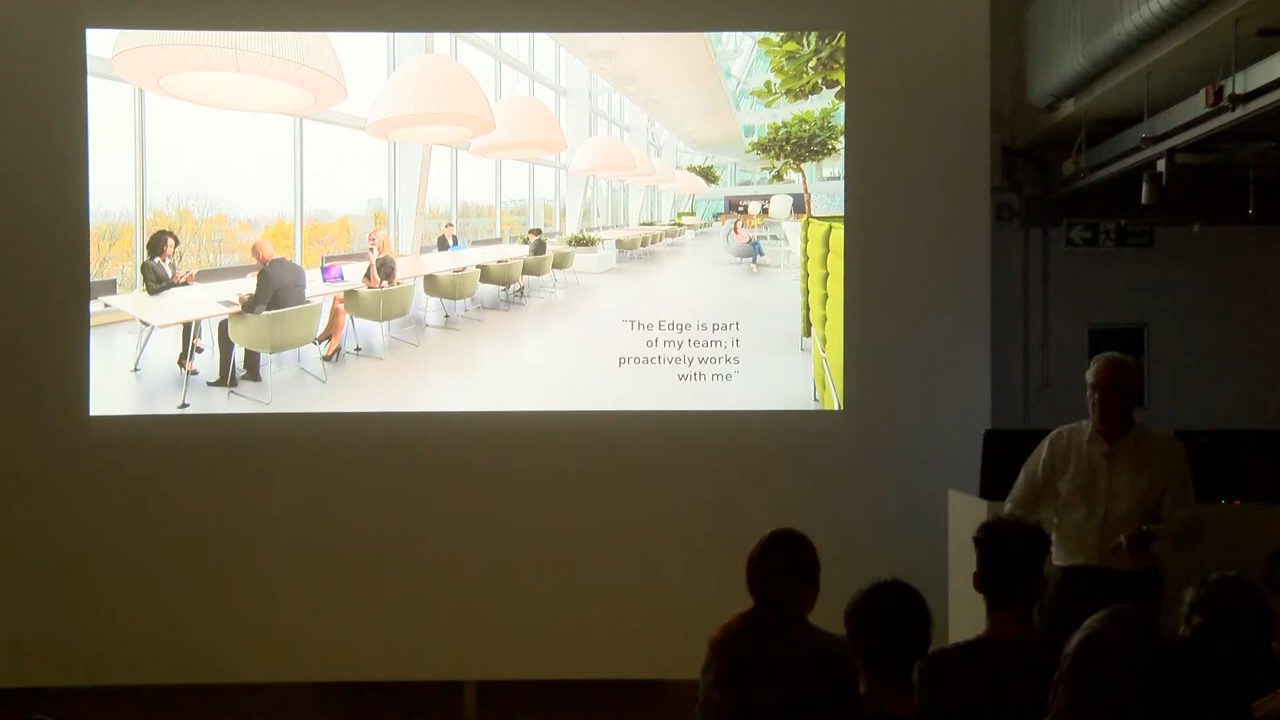 "The Edge is part
of my team; it
proactively works
with me"